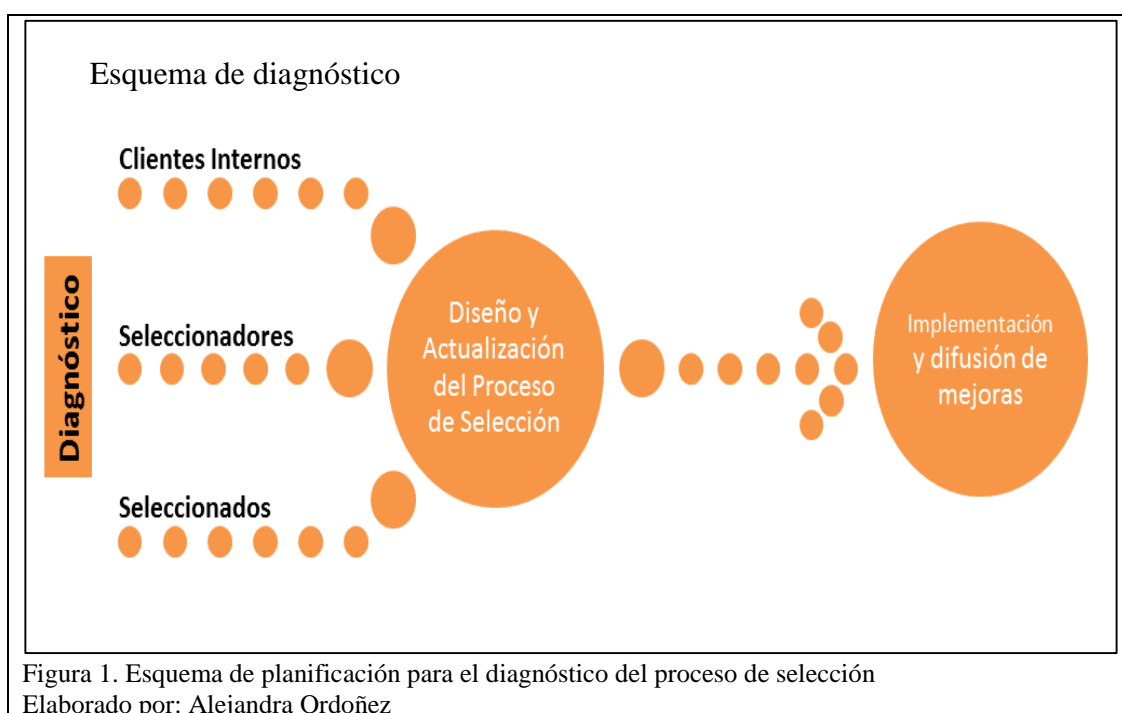 Esquema de diagnóstico
Clientes Internos
Diagnóstico
Seleccionadores
Seleccionados
Diseño y
Actualización
del Proceso
de Selección
Implementación
y difusión de
mejoras
Figura 1. Esquema de planificación para el diagnóstico del proceso de selección
Elaborado por: Alejandra Ordoñez